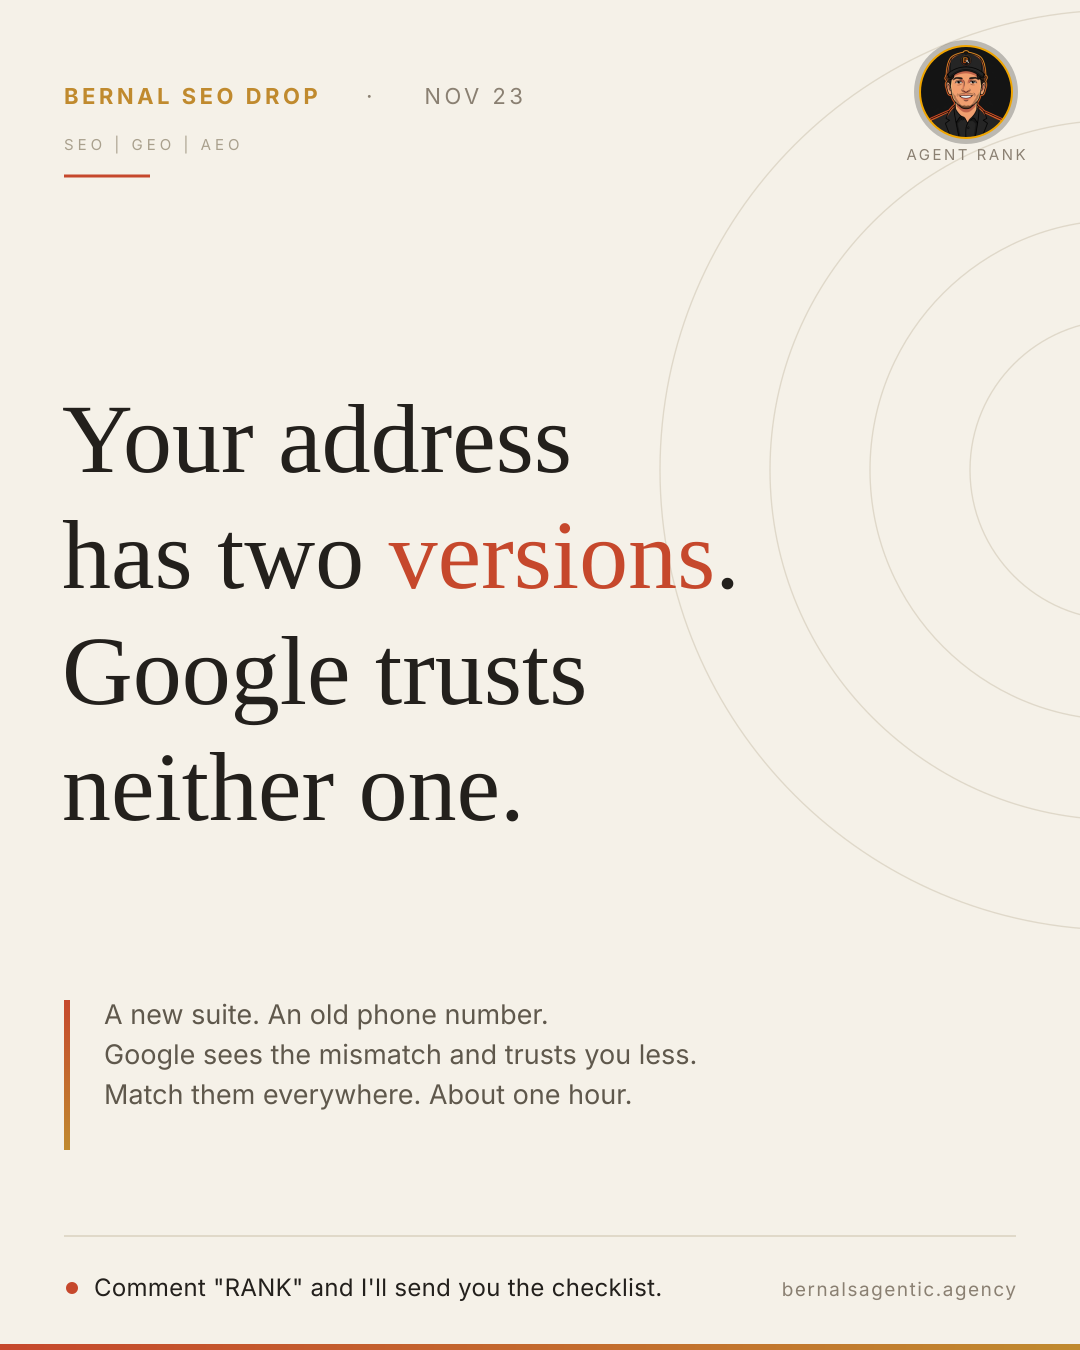 BERNAL SEO DROP · NOV 23
SEO | GEO | AEO
AGENT RANK
Your address
has two versions.
Google trusts
neither one.
A new suite. An old phone number.
Google sees the mismatch and trusts you less.
Match them everywhere. About one hour.
Comment "RANK" and I'll send you the checklist.
bernalsagentic.agency